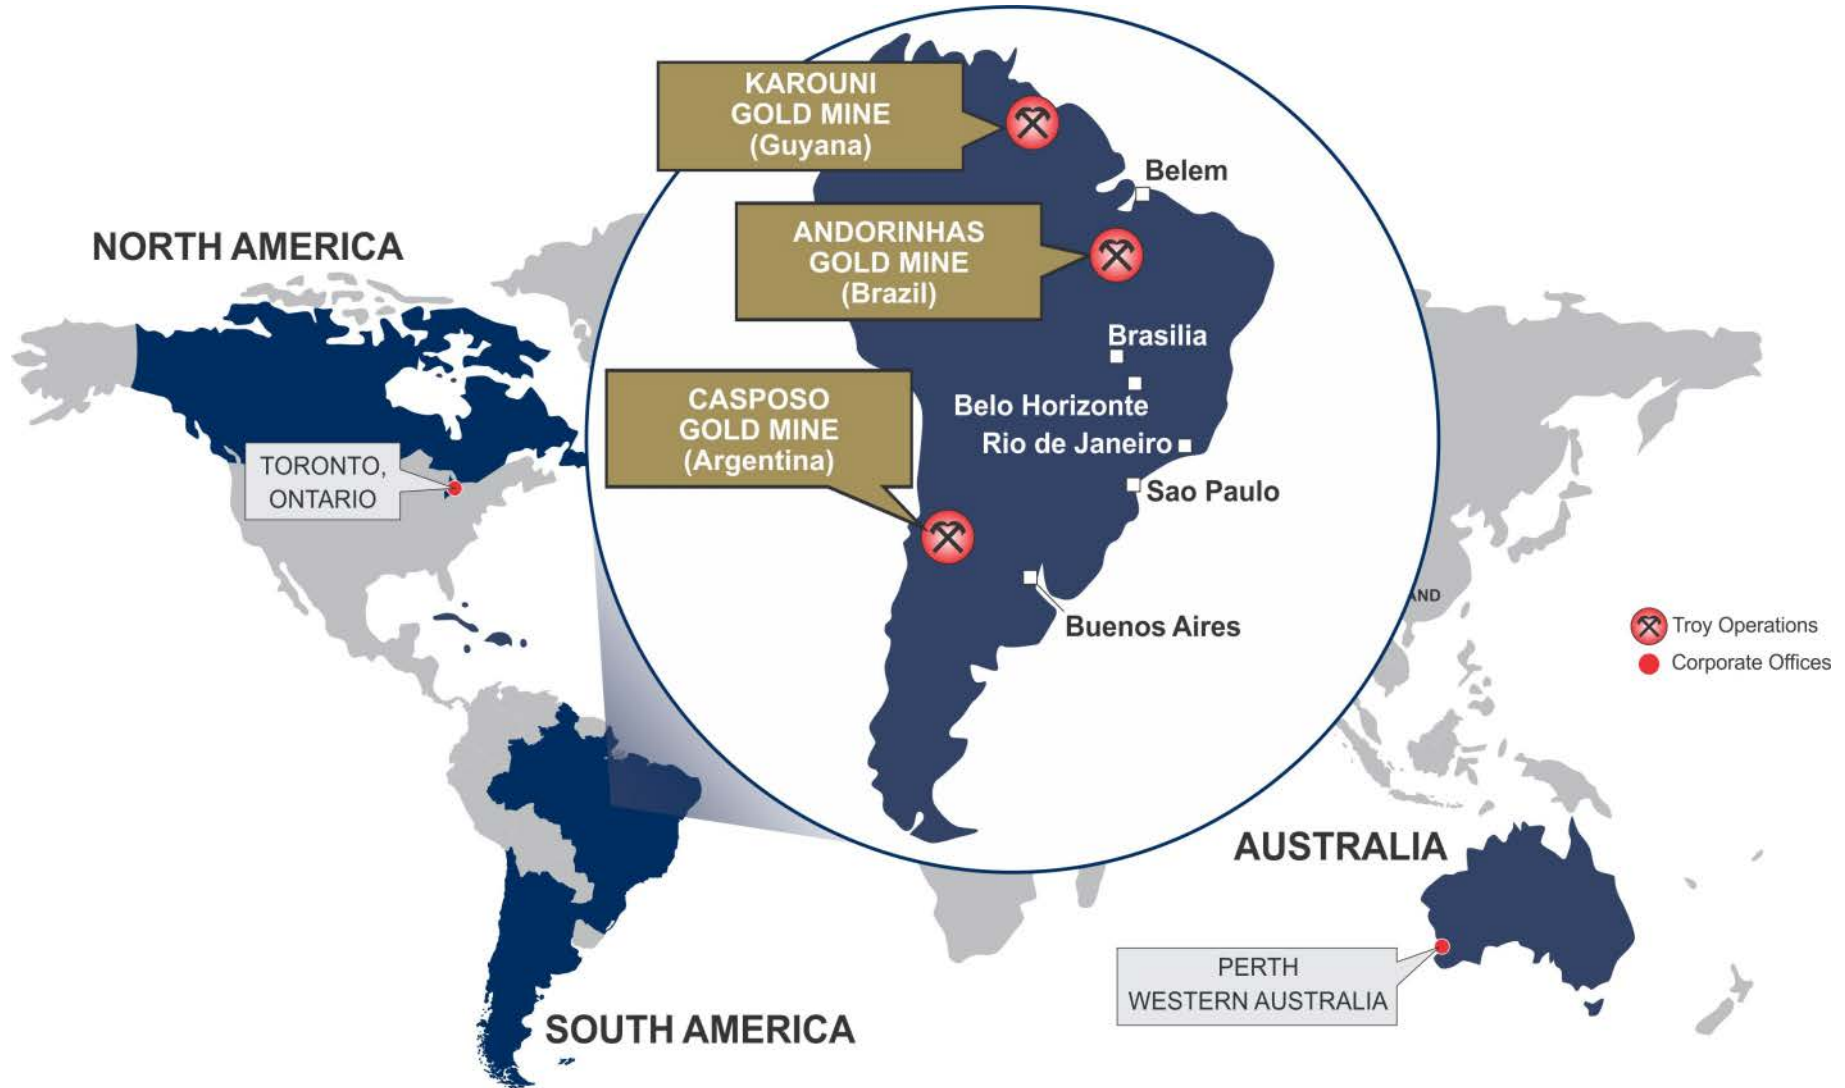 KAROUNI
GOLD MINE
(Guyana)
Belem
ANDORINHAS
GOLD MINE
(Brazil)
NORTH AMERICA
Brasilia
CASPOSO
GOLD MINE
(Argentina)
Belo Horizonte
Rio de Janeiro
TORONTO,
ONTARIO
Sao Paulo
AND
Buenos Aires
Troy Operations
Corporate Offices
AUSTRALIA
PERTH
WESTERN AUSTRALIA
SOUTH AMERICA